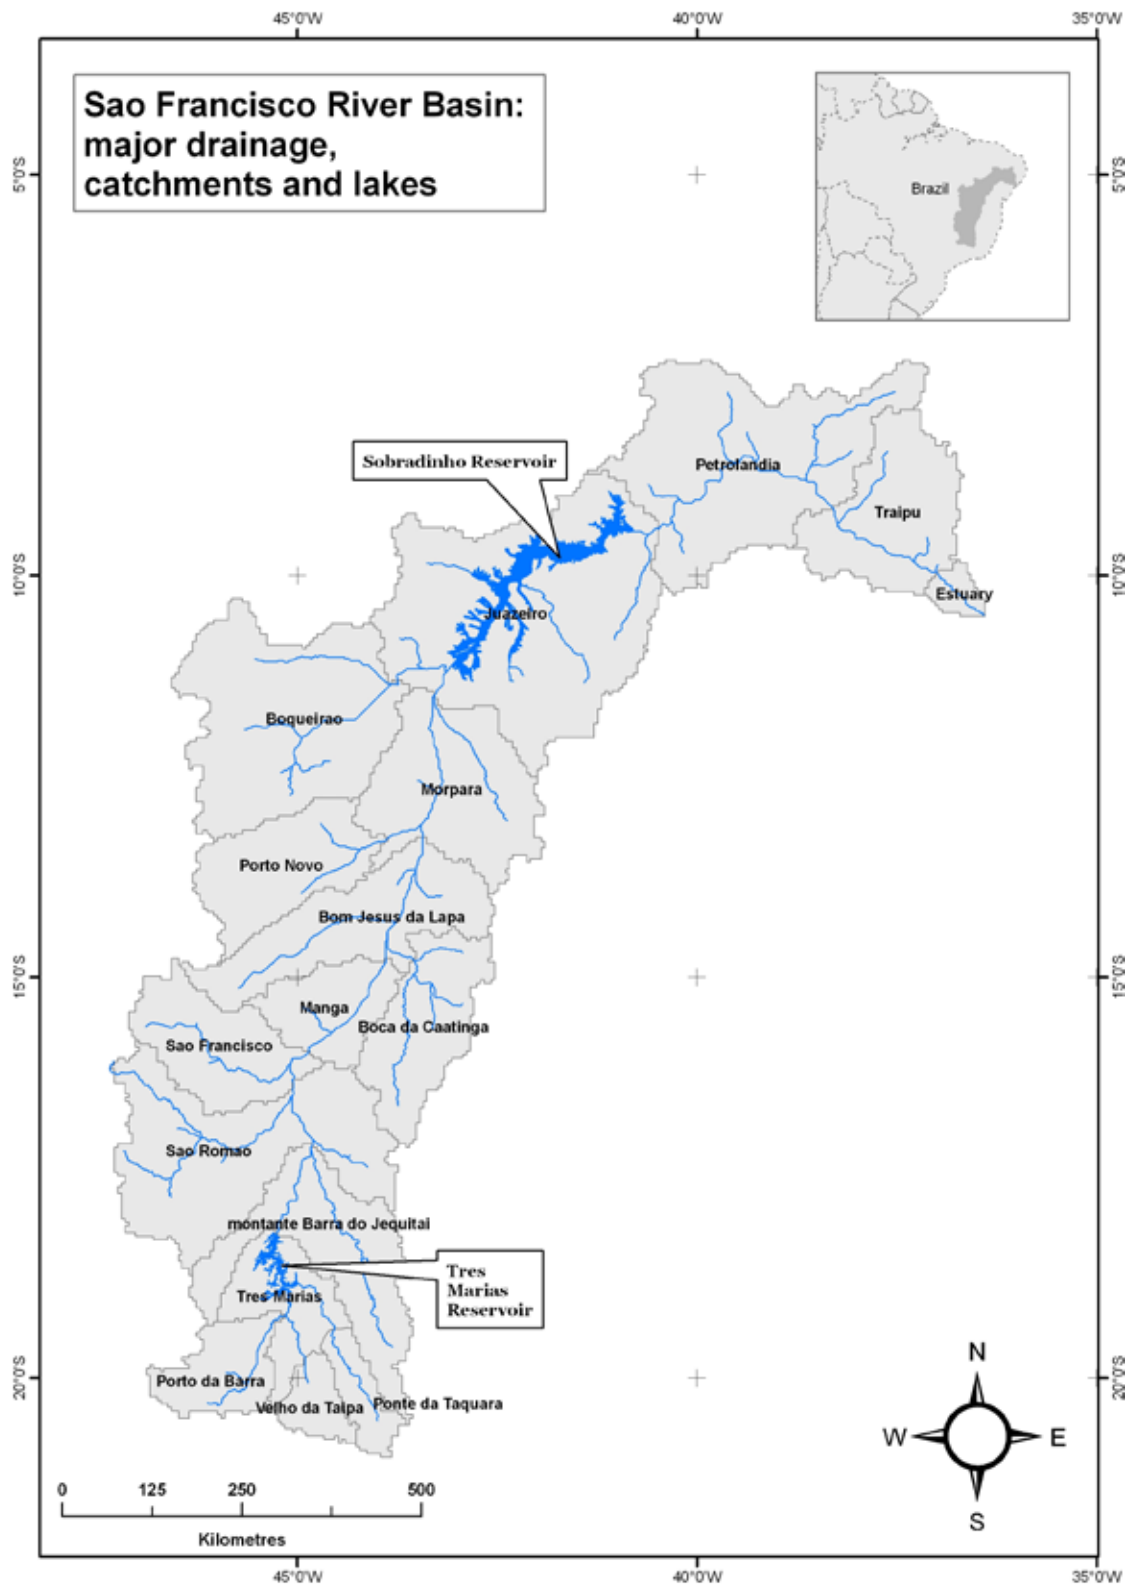 45°0'W
40°0'W
35°0'W
Sao Francisco River Basin:
major drainage,
catchments and lakes
Brazil
5°0'S
5°0'S
Sobradinho Reservoir
Petrolandia
Traipu
10°0'S
10°0'S
Estuary
Juazeiro
Boqueirao
Morpara
Porto Novo
Bom Jesus da Lapa
15°0'S
15°0'S
Manga
Boca da Caatinga
Sao Francisco
Sao Romao
montante Barra do Jequitai
Tres
Marias
Reservoir
Tres Marias
20°0'S
20°0'S
Porto da Barra
Velho da Taipa
Ponte da Taquara
N
W
E
S
0
125
250
500
Kilometres
45°0'W
40°0'W
35°0'W